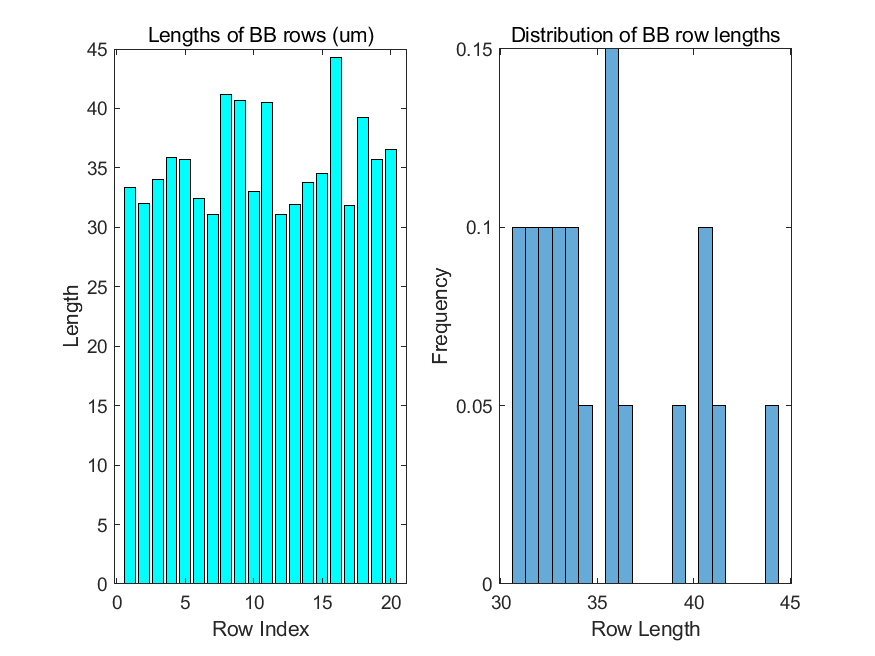 Lengths of BB rows (um)
45
40
35
30
25
20
15
10
5
0
Length
0 5 10 15 20
Row Index
Distribution of BB row lengths
0.15
0.1
0.05
0
Frequency
30 35 40 45
Row Length